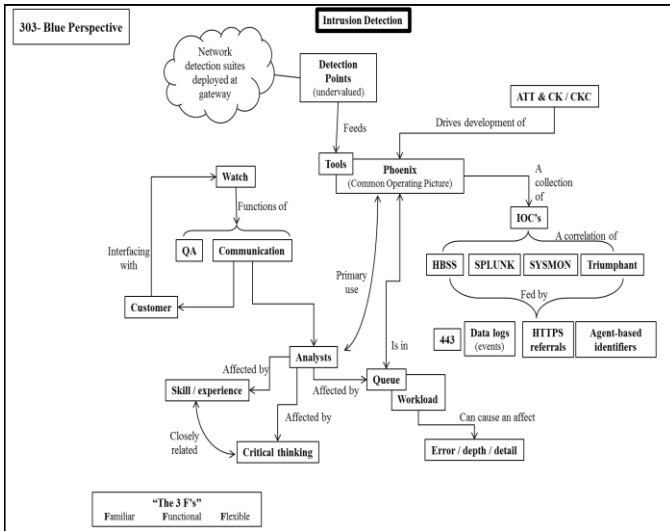 303- Blue Perspective
Intrusion Detection
Network
detection suites
deployed at
gateway
Detection
Points
(undervalued)
ATT & CK / CKC
Feeds
Drives development of
Tools
Phoenix
(Common Operating Picture)
A
collection
of
Watch
Functions of
IOC's
A correlation of
QA
Communication
Interfacing
with
HBSS
SPLUNK
SYSMON
Triumphant
Primary
use
Fed by
Customer
443
Data logs
(events)
HTTPS
referrals
Agent-based
identifiers
Is in
Analysts
Affected by
Affected by
Queue
Skill / experience
Workload
Affected by
Can cause an affect
Closely
related
Critical thinking
Error / depth / detail
"The 3 F's"
Familiar Functional Flexible